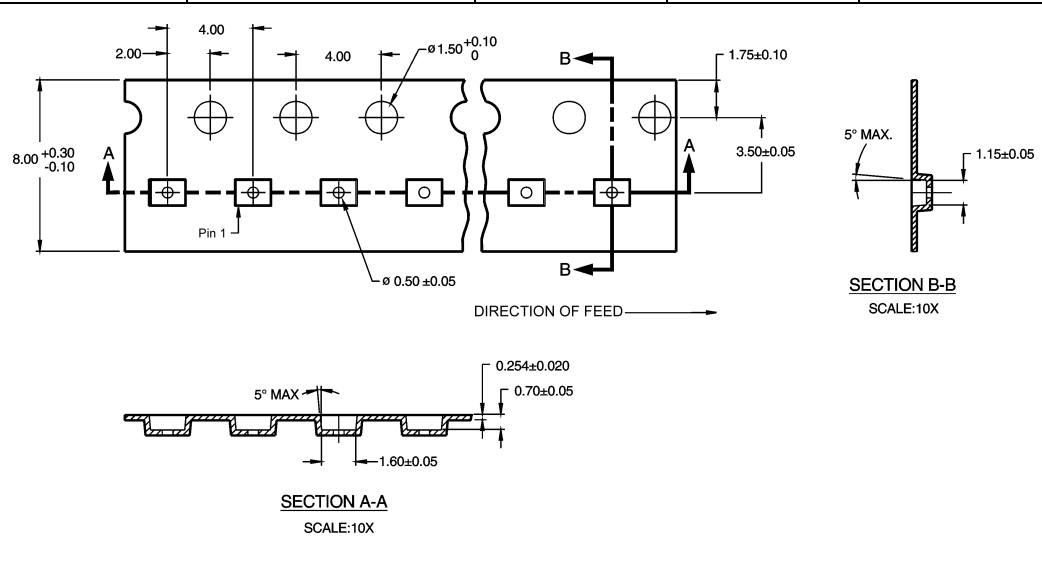 4.00
2.00
4.00
ø1.50 +0.10
0
B
1.75±0.10
8.00 +0.30
-0.10
A
A
3.50±0.05
5° MAX.
1.15±0.05
Pin 1
ø 0.50 ±0.05
B
SECTION B-B
SCALE:10X
DIRECTION OF FEED
0.254±0.020
5° MAX
0.70±0.05
1.60±0.05
SECTION A-A
SCALE:10X